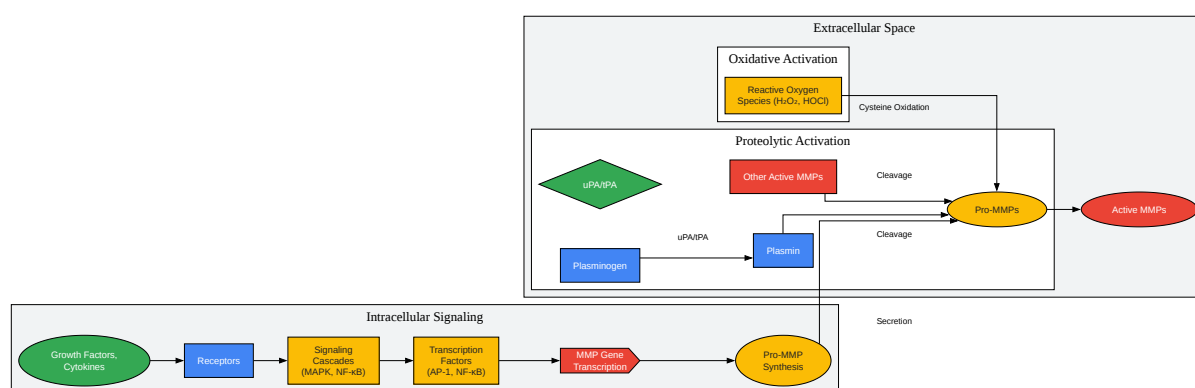 Extracellular Space
Oxidative Activation
Reactive Oxygen
Species (H₂O₂, HOCl)
Cysteine Oxidation
Proteolytic Activation
uPA/tPA
Other Active MMPs
Cleavage
Pro-MMPs
Active MMPs
uPA/tPA
Plasmin
Cleavage
Plasminogen
Intracellular Signaling
Secretion
Growth Factors,
Cytokines
Receptors
Signaling
Cascades
(MAPK, NF-κB)
Transcription
Factors
(AP-1, NF-κB)
MMP Gene
Transcription
Pro-MMP
Synthesis